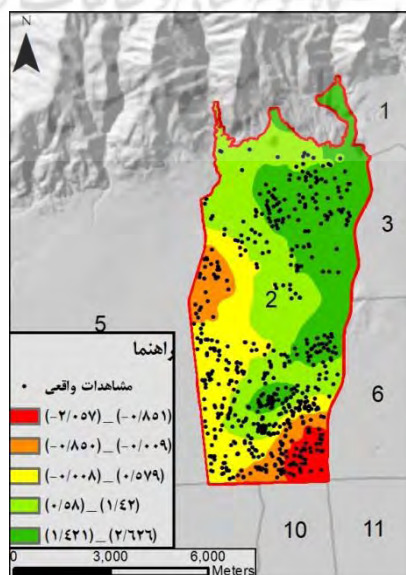 N
1
3
2
5
6
10
11
راهنما
مشاهدات واقعی
(-۲/۰۵۷)_(-۰/۸۵۱)
(-۰/۸۵۰)_(-۰/۰۰۹)
(-۰/۰۰۸)_(۰/۵۷۹)
(۰/۵۸)_(۱/۴۲)
(۱/۴۲۱)_(۲/۶۲۶)
0 3,000 6,000
Meters